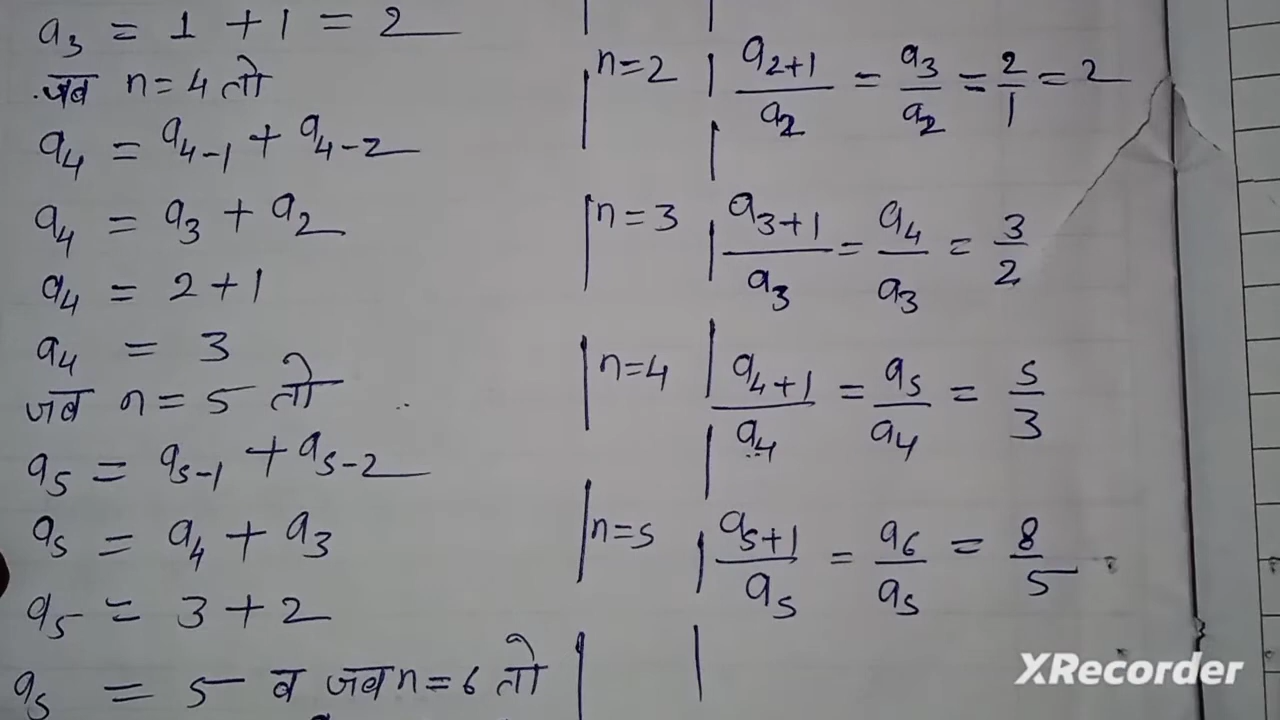 a₃ = 1 + 1 = 2
जब n = 4 तो
a₄ = a₄₋₁ + a₄₋₂
a₄ = a₃ + a₂
a₄ = 2 + 1
a₄ = 3
जब n = 5 तो
a₅ = a₅₋₁ + a₅₋₂
a₅ = a₄ + a₃
a₅ = 3 + 2
a₅ = 5 व जब n = 6 तो
n=2 | a₂₊₁/a₂ = a₃/a₂ = 2/1 = 2
n=3 | a₃₊₁/a₃ = a₄/a₃ = 3/2
n=4 | a₄₊₁/a₄ = a₅/a₄ = 5/3
n=5 | a₅₊₁/a₅ = a₆/a₅ = 8/5
XRecorder